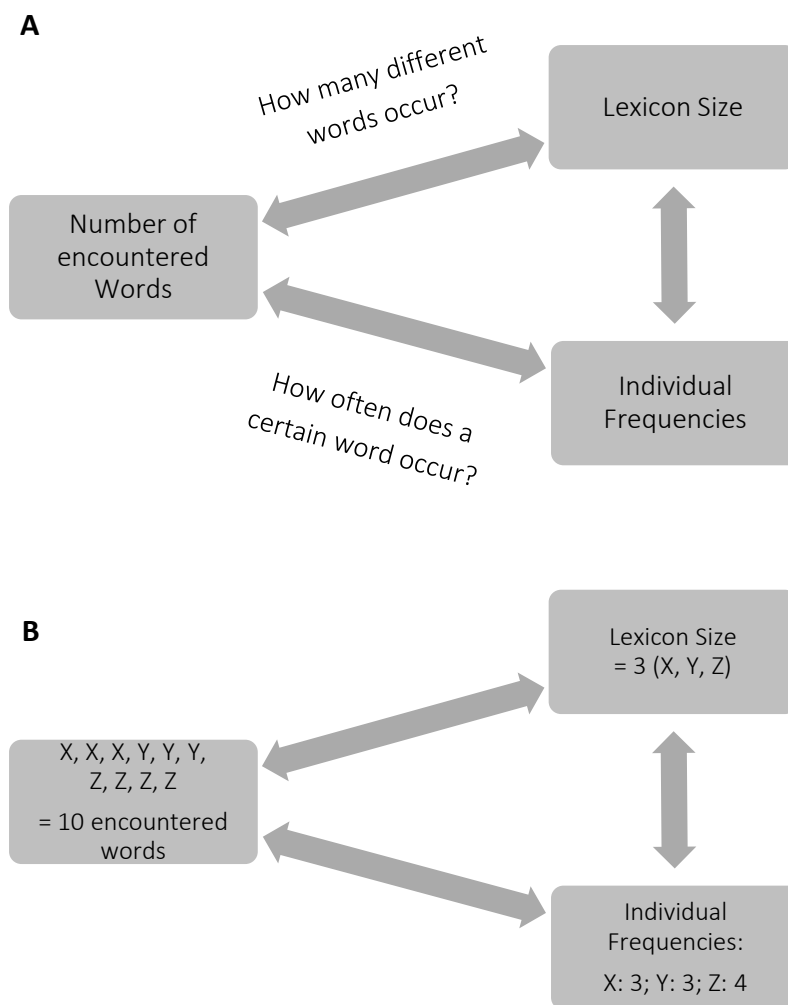 A
How many different
words occur?
Lexicon Size
Number of
encountered
Words
Individual
Frequencies
How often does a
certain word occur?
B
Lexicon Size
= 3 (X, Y, Z)
X, X, X, Y, Y, Y,
Z, Z, Z, Z
= 10 encountered
words
Individual
Frequencies:
X: 3; Y: 3; Z: 4